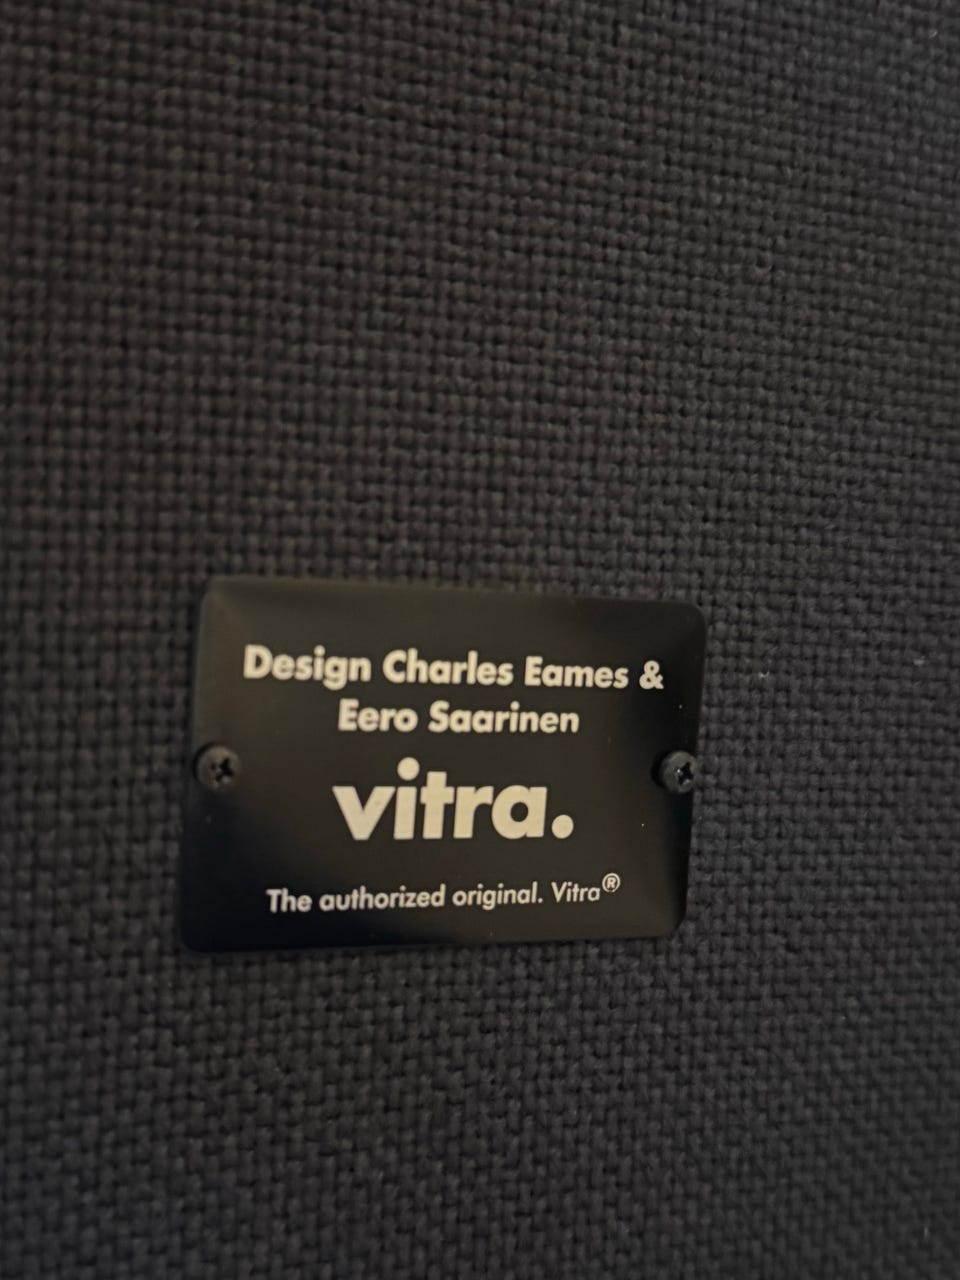 Design Charles Eames &
Eero Saarinen
vitra.
The authorized original. Vitra®